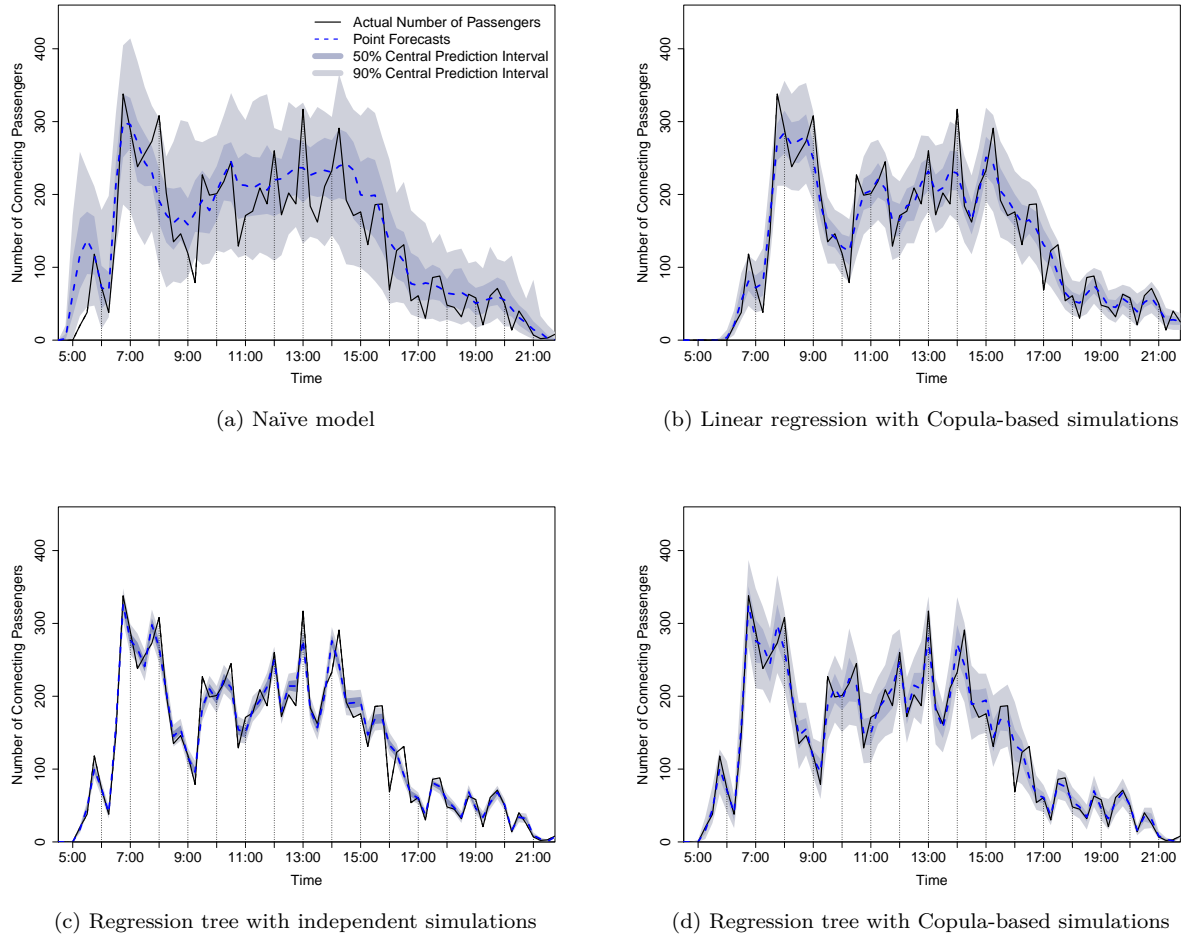 Actual Number of Passengers
Point Forecasts
50% Central Prediction Interval
90% Central Prediction Interval
Number of Connecting Passengers
0 100 200 300 400
5:00 7:00 9:00 11:00 13:00 15:00 17:00 19:00 21:00
Time
(a) Naïve model
Number of Connecting Passengers
0 100 200 300 400
5:00 7:00 9:00 11:00 13:00 15:00 17:00 19:00 21:00
Time
(b) Linear regression with Copula-based simulations
Number of Connecting Passengers
0 100 200 300 400
5:00 7:00 9:00 11:00 13:00 15:00 17:00 19:00 21:00
Time
(c) Regression tree with independent simulations
Number of Connecting Passengers
0 100 200 300 400
5:00 7:00 9:00 11:00 13:00 15:00 17:00 19:00 21:00
Time
(d) Regression tree with Copula-based simulations